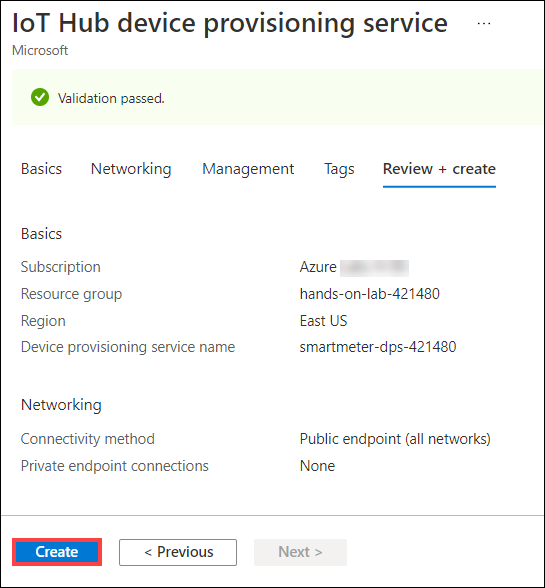 IoT Hub device provisioning service ...
Microsoft
Validation passed.
Basics Networking Management Tags Review + create
Basics
Subscription Azure
Resource group hands-on-lab-421480
Region East US
Device provisioning service name smartmeter-dps-421480
Networking
Connectivity method Public endpoint (all networks)
Private endpoint connections None
Create < Previous Next >